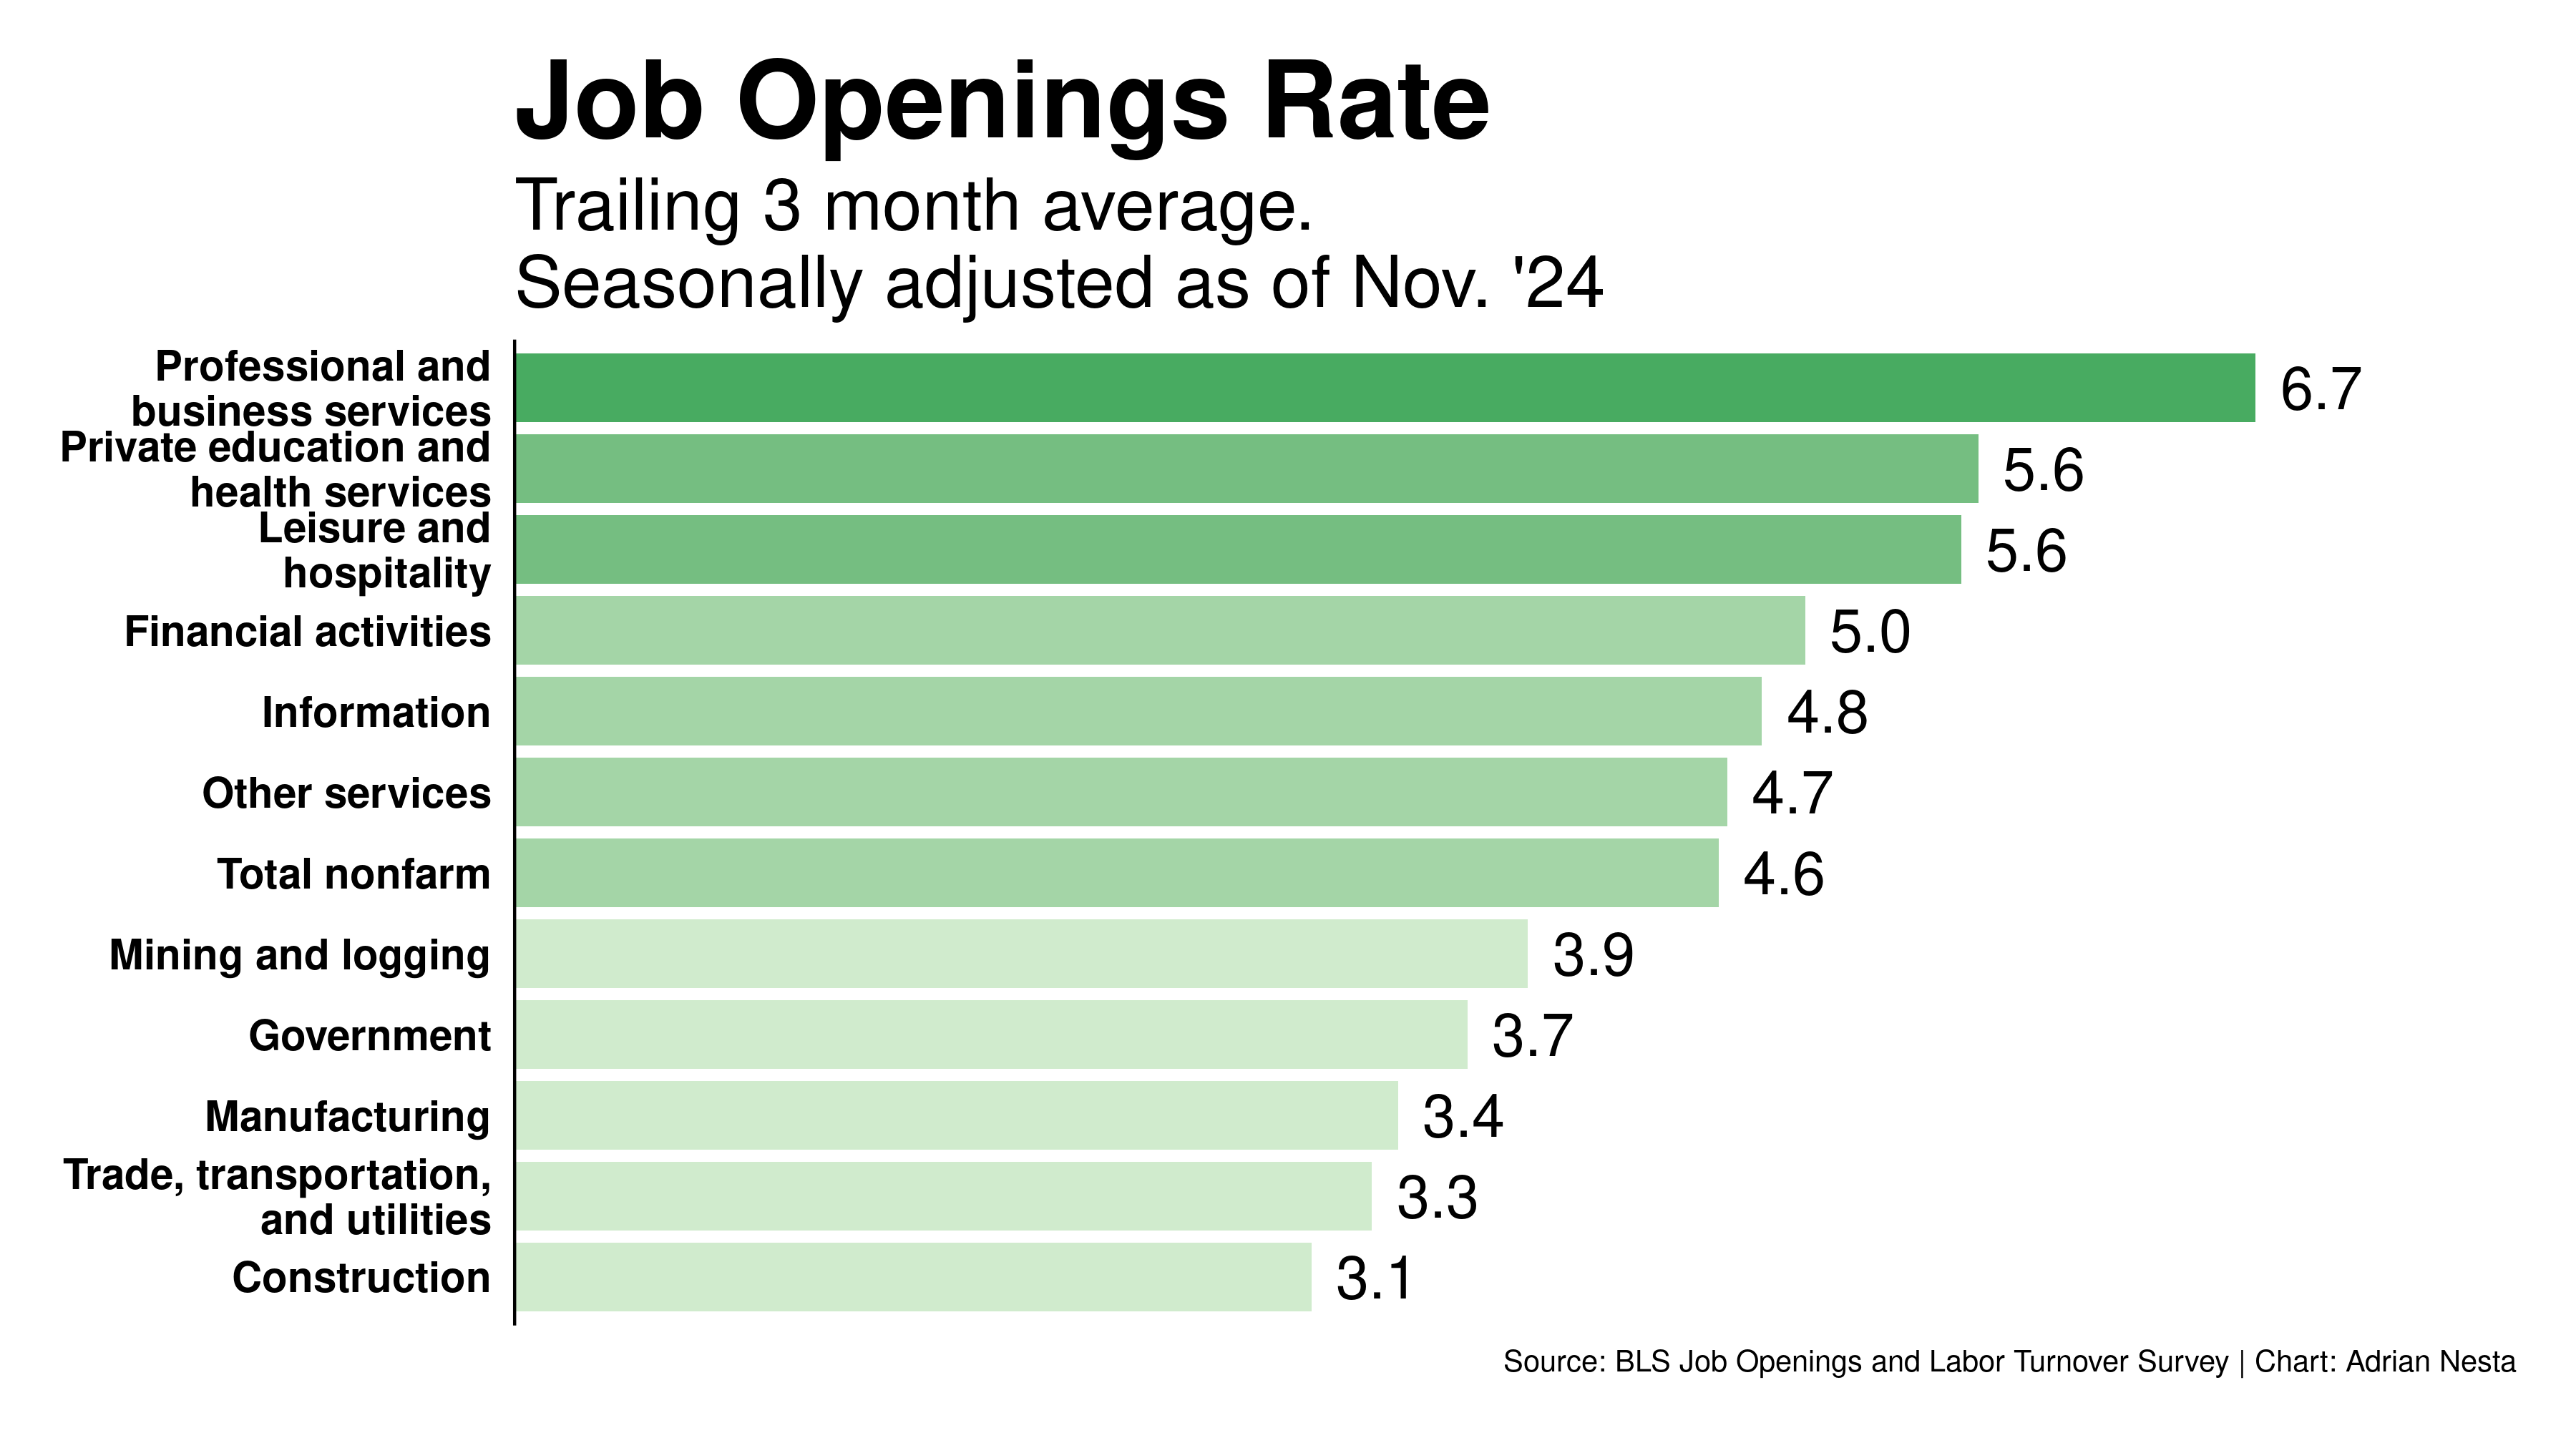 Job Openings Rate
Trailing 3 month average.
Seasonally adjusted as of Nov. '24
Professional and
business services
6.7
Private education and
health services
5.6
Leisure and
hospitality
5.6
Financial activities
5.0
Information
4.8
Other services
4.7
Total nonfarm
4.6
Mining and logging
3.9
Government
3.7
Manufacturing
3.4
Trade, transportation,
and utilities
3.3
Construction
3.1
Source: BLS Job Openings and Labor Turnover Survey | Chart: Adrian Nesta